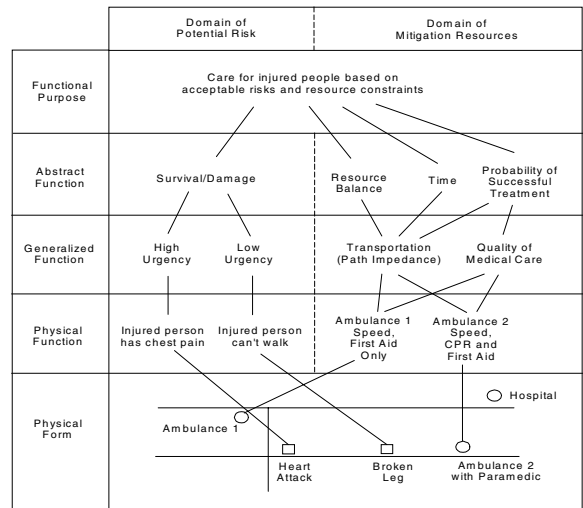 Domain of
Potential Risk
Domain of
Mitigation Resources
Functional
Purpose
Care for injured people based on
acceptable risks and resource constraints
Abstract
Function
Survival/Damage
Resource
Balance
Time
Probability of
Successful
Treatment
Generalized
Function
High
Urgency
Low
Urgency
Transportation
(Path Impedance)
Quality of
Medical Care
Physical
Function
Injured person
has chest pain
Injured person
can't walk
Ambulance 1
Speed,
First Aid
Only
Ambulance 2
Speed,
CPR and
First Aid
Physical
Form
Hospital
Ambulance 1
Heart
Attack
Broken
Leg
Ambulance 2
with Paramedic